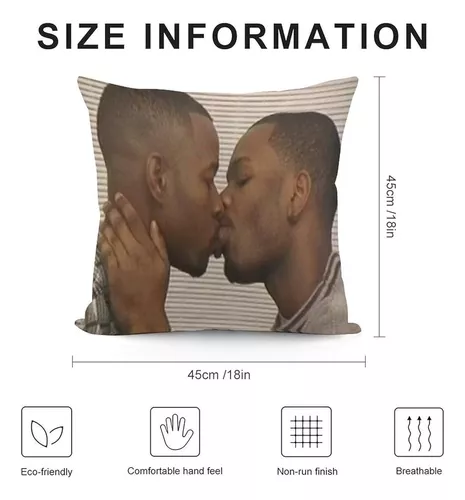 SIZE INFORMATION
45cm /18in
45cm /18in
Eco-friendly
Comfortable hand feel
Non-run finish
Breathable